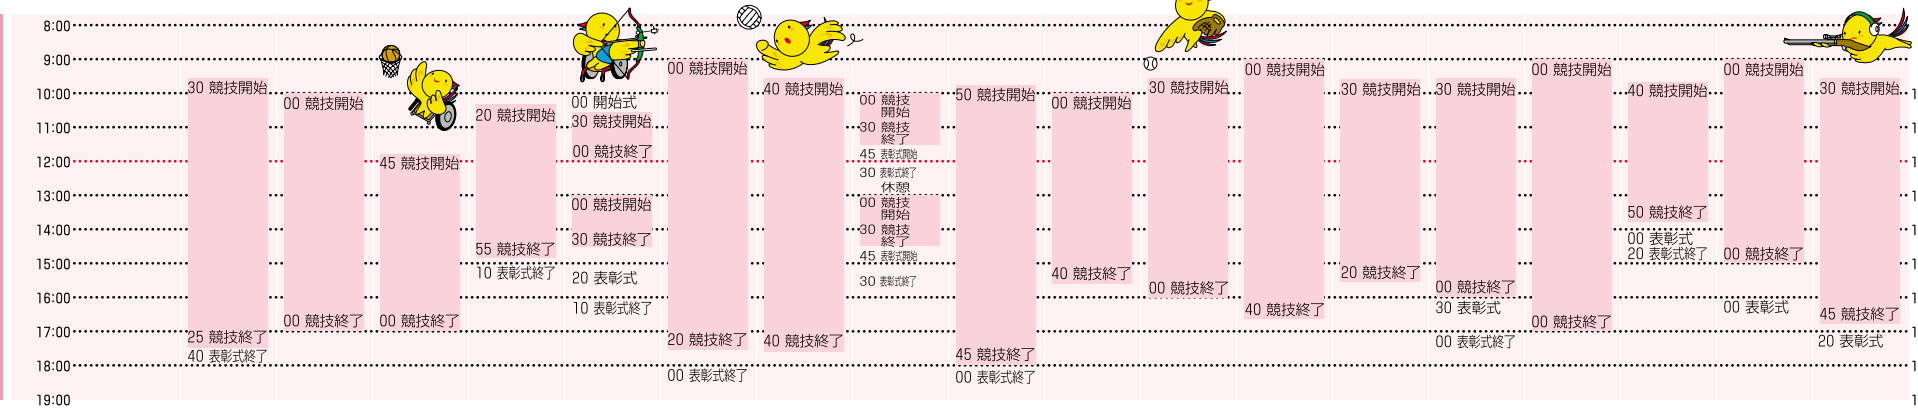 8:00
9:00
10:00
11:00
12:00
13:00
14:00
15:00
16:00
17:00
18:00
19:00
30 競技開始
25 競技終了
40 表彰式終了
00 競技開始
00 競技終了
45 競技開始
00 競技終了
20 競技開始
55 競技終了
10 表彰式終了
00 開始式
30 競技開始
00 競技終了
00 競技開始
30 競技終了
20 表彰式
10 表彰式終了
00 競技開始
20 競技終了
00 表彰式終了
40 競技開始
40 競技終了
00 競技
開始
30 競技
終了
45 表彰式開始
30 表彰式終了
休憩
00 競技
開始
30 競技
終了
45 表彰式開始
30 表彰式終了
50 競技開始
45 競技終了
00 表彰式終了
00 競技開始
40 競技終了
30 競技開始
00 競技終了
00 競技開始
40 競技終了
30 競技開始
20 競技終了
30 競技開始
00 競技終了
30 表彰式
00 表彰式終了
00 競技開始
00 競技終了
40 競技開始
50 競技終了
00 表彰式
20 表彰式終了
00 競技開始
00 競技終了
00 表彰式
30 競技開始
45 競技終了
20 表彰式